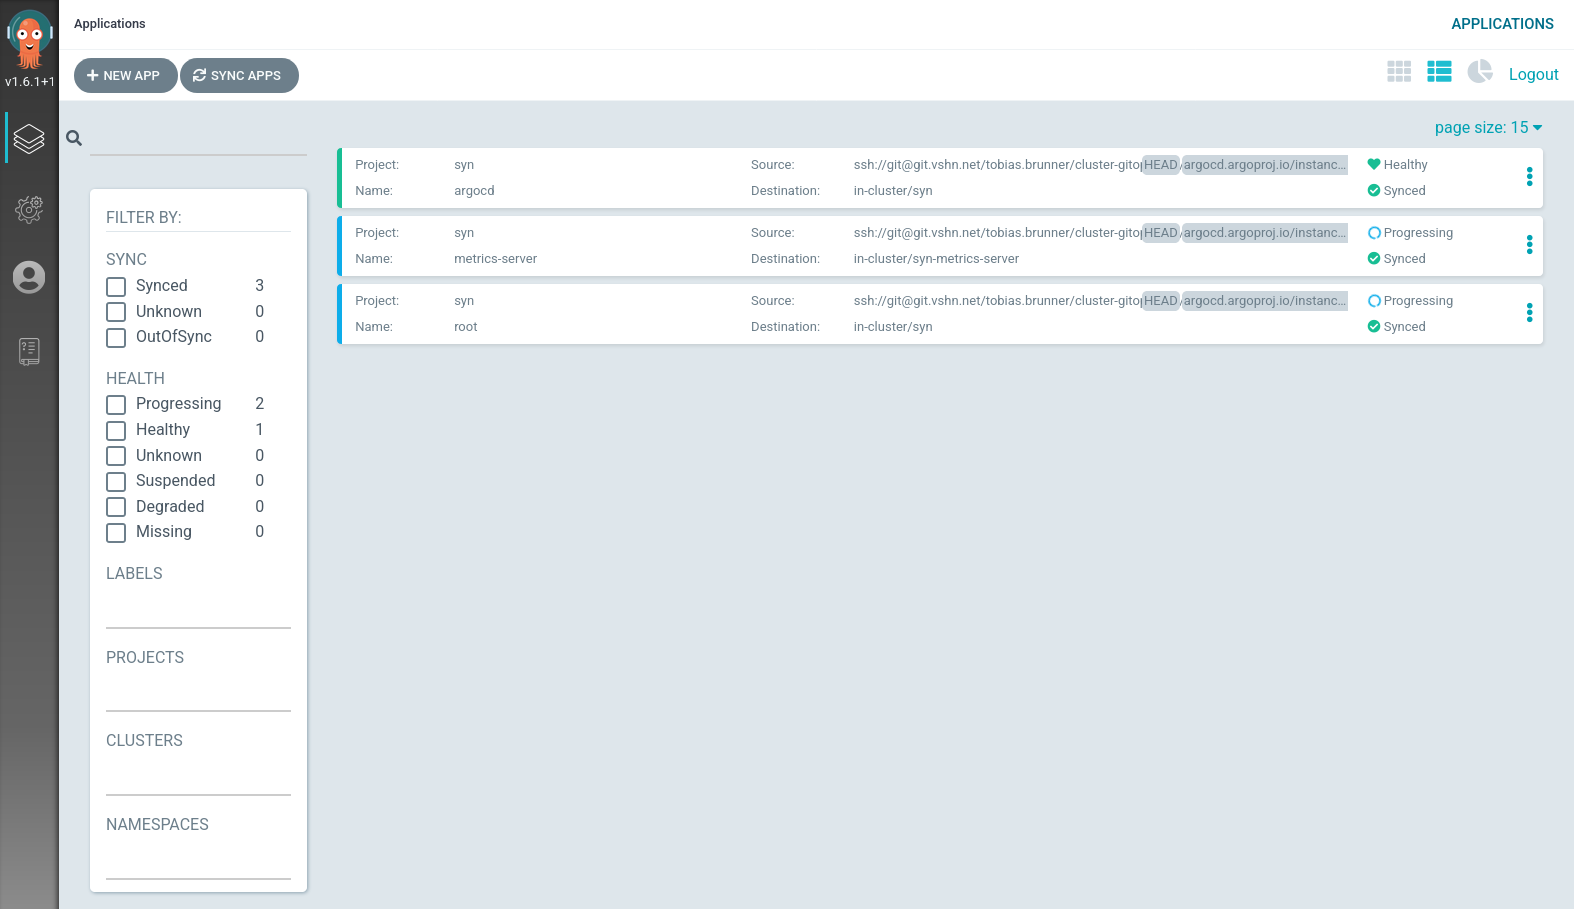 Applications
APPLICATIONS
v1.6.1+1
NEW APP
SYNC APPS
Logout
page size: 15
FILTER BY:
SYNC
Synced 3
Unknown 0
OutOfSync 0
HEALTH
Progressing 2
Healthy 1
Unknown 0
Suspended 0
Degraded 0
Missing 0
LABELS
PROJECTS
CLUSTERS
NAMESPACES
Project: syn Source: ssh://git@git.vshn.net/tobias.brunner/cluster-gitop HEAD argocd.argoproj.io/instanc... Healthy
Name: argocd Destination: in-cluster/syn Synced
Project: syn Source: ssh://git@git.vshn.net/tobias.brunner/cluster-gitop HEAD argocd.argoproj.io/instanc... Progressing
Name: metrics-server Destination: in-cluster/syn-metrics-server Synced
Project: syn Source: ssh://git@git.vshn.net/tobias.brunner/cluster-gitop HEAD argocd.argoproj.io/instanc... Progressing
Name: root Destination: in-cluster/syn Synced